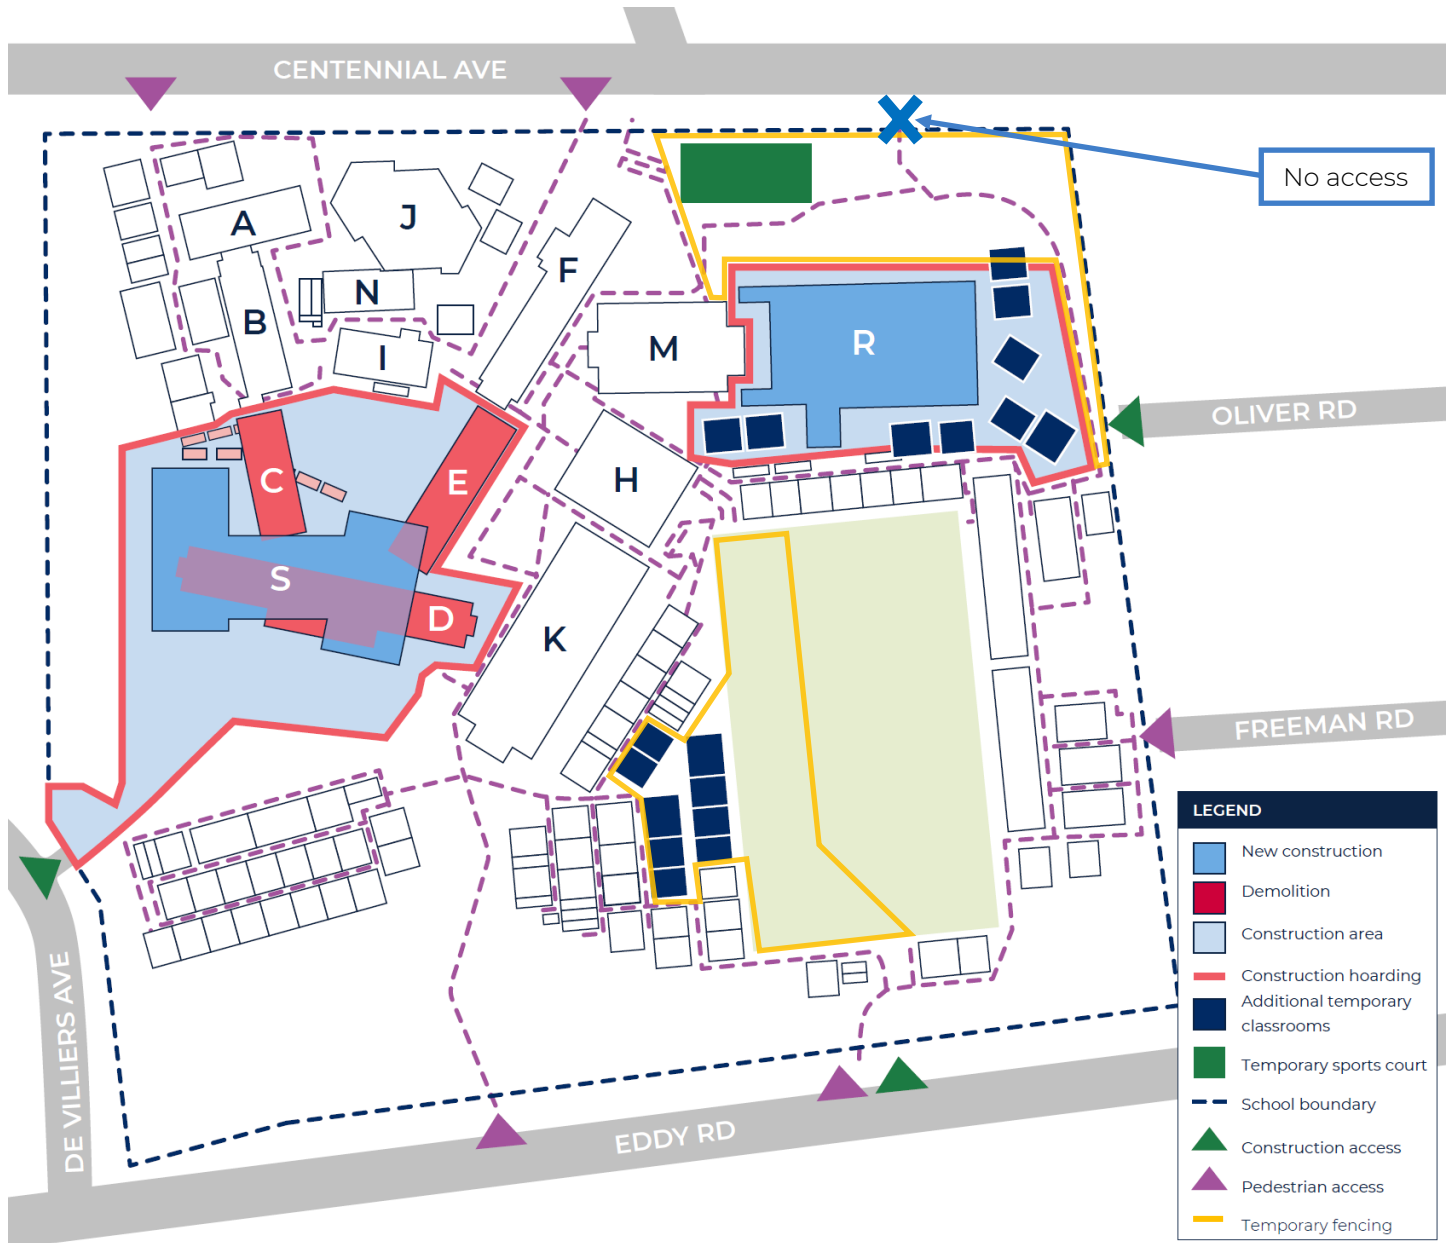 CENTENNIAL AVE
No access
A
J
F
N
B
I
M
R
OLIVER RD
C
E
H
S
D
K
FREEMAN RD
LEGEND
New construction
Demolition
Construction area
Construction hoarding
Additional temporary
classrooms
Temporary sports court
School boundary
Construction access
Pedestrian access
Temporary fencing
DE VILLIERS AVE
EDDY RD